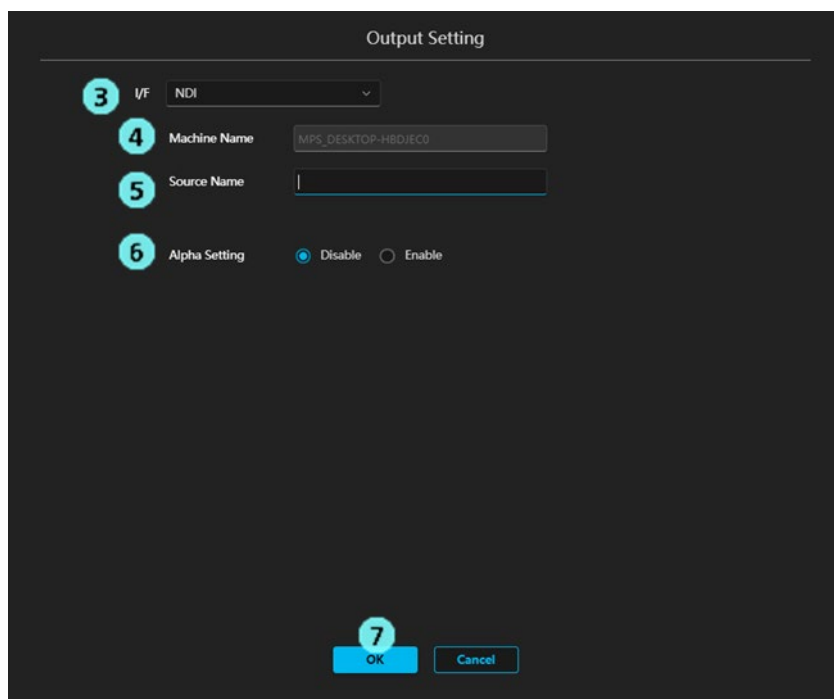 Output Setting
3 I/F NDI
4 Machine Name MPS_DESKTOP-HBDJEC0
5 Source Name
6 Alpha Setting Disable Enable
7
OK Cancel